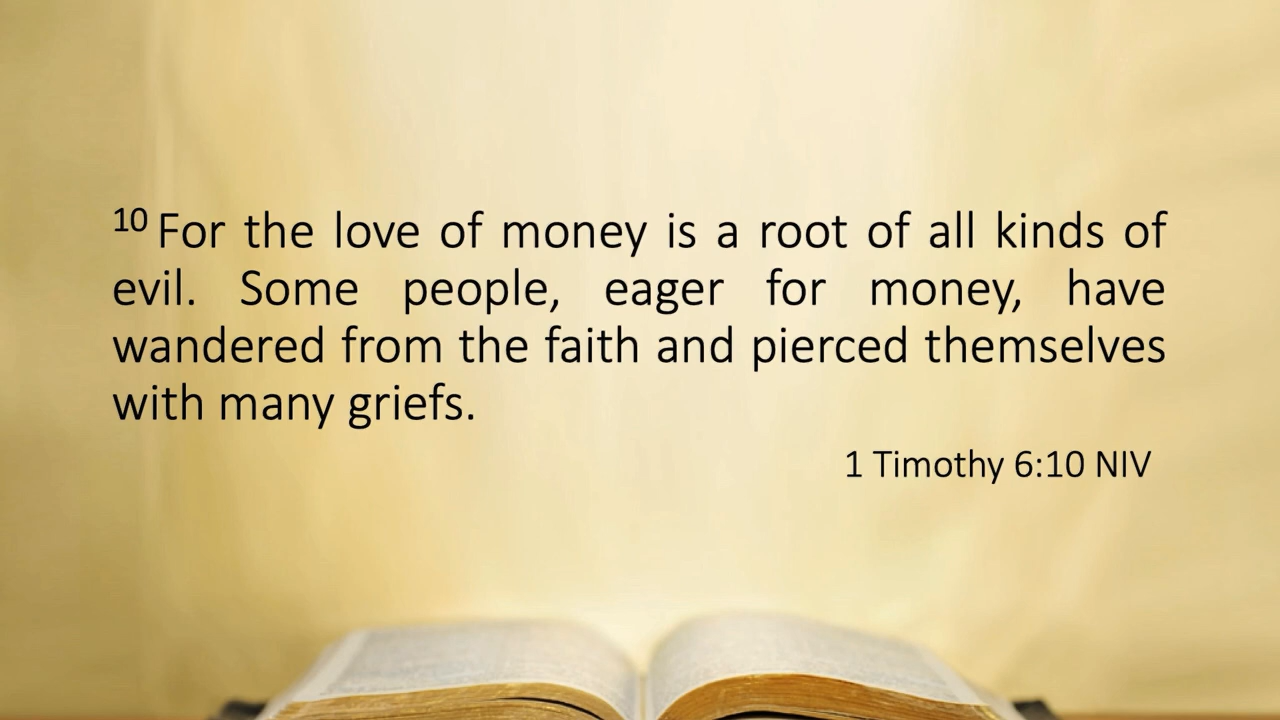 ¹⁰ For the love of money is a root of all kinds of
evil. Some people, eager for money, have
wandered from the faith and pierced themselves
with many griefs.
1 Timothy 6:10 NIV